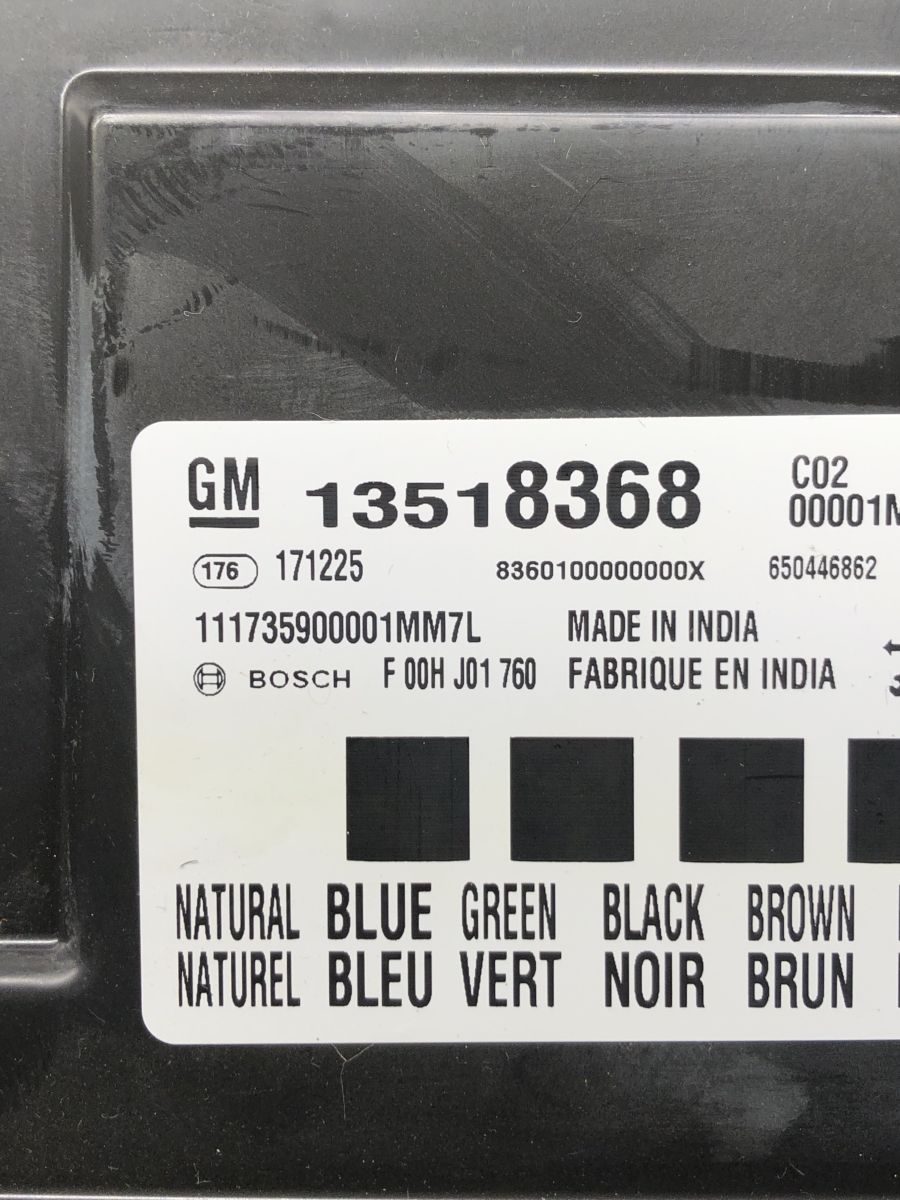 GM 13518368 C02
00001M
176 171225 8360100000000X 650446862
111735900001MM7L MADE IN INDIA
BOSCH F 00H J01 760 FABRIQUE EN INDIA
NATURAL BLUE GREEN BLACK BROWN
NATUREL BLEU VERT NOIR BRUN